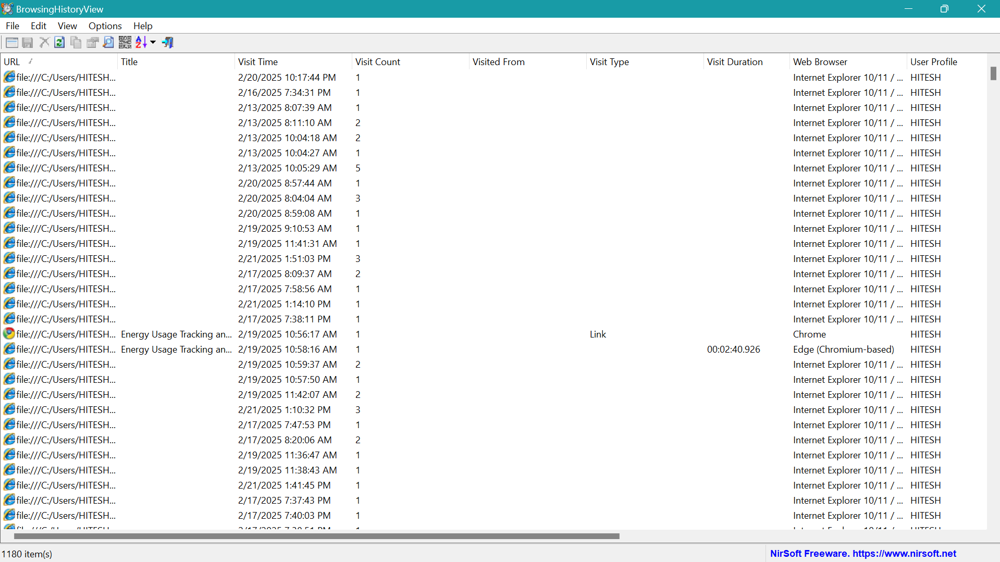 BrowsingHistoryView
File Edit View Options Help
URL Title Visit Time Visit Count Visited From Visit Type Visit Duration Web Browser User Profile
file:///C:/Users/HITESH... 2/20/2025 10:17:44 PM 1 Internet Explorer 10/11 / ... HITESH
file:///C:/Users/HITESH... 2/16/2025 7:34:31 PM 1 Internet Explorer 10/11 / ... HITESH
file:///C:/Users/HITESH... 2/13/2025 8:07:39 AM 1 Internet Explorer 10/11 / ... HITESH
file:///C:/Users/HITESH... 2/13/2025 8:11:10 AM 2 Internet Explorer 10/11 / ... HITESH
file:///C:/Users/HITESH... 2/13/2025 10:04:18 AM 2 Internet Explorer 10/11 / ... HITESH
file:///C:/Users/HITESH... 2/13/2025 10:04:27 AM 1 Internet Explorer 10/11 / ... HITESH
file:///C:/Users/HITESH... 2/13/2025 10:05:29 AM 5 Internet Explorer 10/11 / ... HITESH
file:///C:/Users/HITESH... 2/20/2025 8:57:44 AM 1 Internet Explorer 10/11 / ... HITESH
file:///C:/Users/HITESH... 2/20/2025 8:04:04 AM 3 Internet Explorer 10/11 / ... HITESH
file:///C:/Users/HITESH... 2/20/2025 8:59:08 AM 1 Internet Explorer 10/11 / ... HITESH
file:///C:/Users/HITESH... 2/19/2025 9:10:53 AM 1 Internet Explorer 10/11 / ... HITESH
file:///C:/Users/HITESH... 2/19/2025 11:41:31 AM 1 Internet Explorer 10/11 / ... HITESH
file:///C:/Users/HITESH... 2/21/2025 1:51:03 PM 3 Internet Explorer 10/11 / ... HITESH
file:///C:/Users/HITESH... 2/17/2025 8:09:37 AM 2 Internet Explorer 10/11 / ... HITESH
file:///C:/Users/HITESH... 2/17/2025 7:58:56 AM 1 Internet Explorer 10/11 / ... HITESH
file:///C:/Users/HITESH... 2/21/2025 1:14:10 PM 1 Internet Explorer 10/11 / ... HITESH
file:///C:/Users/HITESH... 2/17/2025 7:38:11 PM 1 Internet Explorer 10/11 / ... HITESH
file:///C:/Users/HITESH... Energy Usage Tracking an... 2/19/2025 10:56:17 AM 1 Link Chrome HITESH
file:///C:/Users/HITESH... Energy Usage Tracking an... 2/19/2025 10:58:16 AM 1 00:02:40.926 Edge (Chromium-based) HITESH
file:///C:/Users/HITESH... 2/19/2025 10:59:37 AM 2 Internet Explorer 10/11 / ... HITESH
file:///C:/Users/HITESH... 2/19/2025 10:57:50 AM 1 Internet Explorer 10/11 / ... HITESH
file:///C:/Users/HITESH... 2/19/2025 11:42:07 AM 2 Internet Explorer 10/11 / ... HITESH
file:///C:/Users/HITESH... 2/21/2025 1:10:32 PM 3 Internet Explorer 10/11 / ... HITESH
file:///C:/Users/HITESH... 2/17/2025 7:47:53 PM 1 Internet Explorer 10/11 / ... HITESH
file:///C:/Users/HITESH... 2/17/2025 8:20:06 AM 2 Internet Explorer 10/11 / ... HITESH
file:///C:/Users/HITESH... 2/19/2025 11:36:47 AM 1 Internet Explorer 10/11 / ... HITESH
file:///C:/Users/HITESH... 2/19/2025 11:38:43 AM 1 Internet Explorer 10/11 / ... HITESH
file:///C:/Users/HITESH... 2/21/2025 1:41:45 PM 1 Internet Explorer 10/11 / ... HITESH
file:///C:/Users/HITESH... 2/17/2025 7:37:43 PM 1 Internet Explorer 10/11 / ... HITESH
file:///C:/Users/HITESH... 2/17/2025 7:40:03 PM 1 Internet Explorer 10/11 / ... HITESH
1180 item(s) NirSoft Freeware. https://www.nirsoft.net